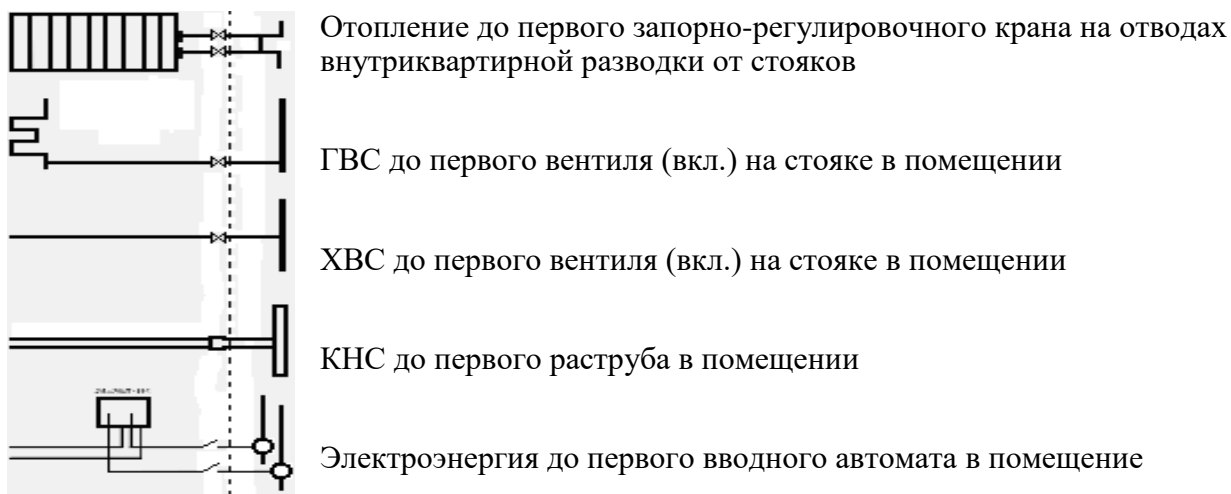 Отопление до первого запорно-регулировочного крана на отводах
внутриквартирной разводки от стояков
ГВС до первого вентиля (вкл.) на стояке в помещении
ХВС до первого вентиля (вкл.) на стояке в помещении
КНС до первого раструба в помещении
Электроэнергия до первого вводного автомата в помещение